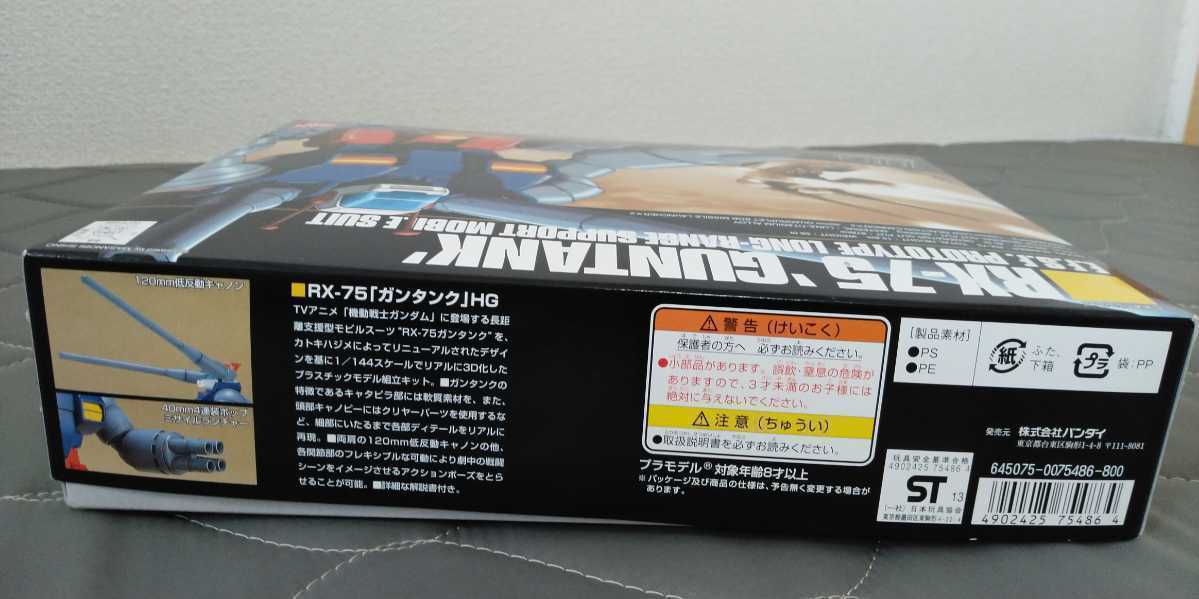 RX-75 'GUNTANK'
E.F.S.F. PROTOTYPE LONG-RANGE SUPPORT MOBILE SUIT
120mm低反動キャノン
40mm4連装ポップ
ミサイルランチャー
■RX-75「ガンタンク」HG
TVアニメ「機動戦士ガンダム」に登場する長距
離支援型モビルスーツ"RX-75ガンタンク"を、
カトキハジメによってリニューアルされたデザイ
ンを基に1/144スケールでリアルに3D化した
プラスチックモデル組立キット。■ガンタンクの
特徴であるキャタピラ部には軟質素材を、また、
頭部キャノピーにはクリヤーパーツを使用するな
ど、細部にいたるまで各部ディテールをリアルに
再現。■両肩の120mm低反動キャノンの他、
各関節部のフレキシブルな可動により劇中の戦闘
シーンをイメージさせるアクションポーズをとら
せることが可能。■詳細な解説書付き。
警告(けいこく)
保護者の方へ 必ずお読みください。
●小部品があります。誤飲・窒息の危険が
ありますので、3才未満のお子様には
絶対に与えないでください。
注意(ちゅうい)
●取扱説明書を必ずお読みください。
プラモデル® 対象年齢8才以上
※パッケージ及び商品の仕様は、予告無く変更する場合が
あります。
[製品素材]
●PS
●PE
紙
ふた、
下箱
プラ
袋:PP
発売元 株式会社バンダイ
東京都台東区駒形1-4-8 〒111-8081
玩具安全基準合格
4902425 75486 4
ST 13
(一社)日本玩具協会
東京都墨田区東駒形4-22-4
645075-0075486-800
4902425 75486 4